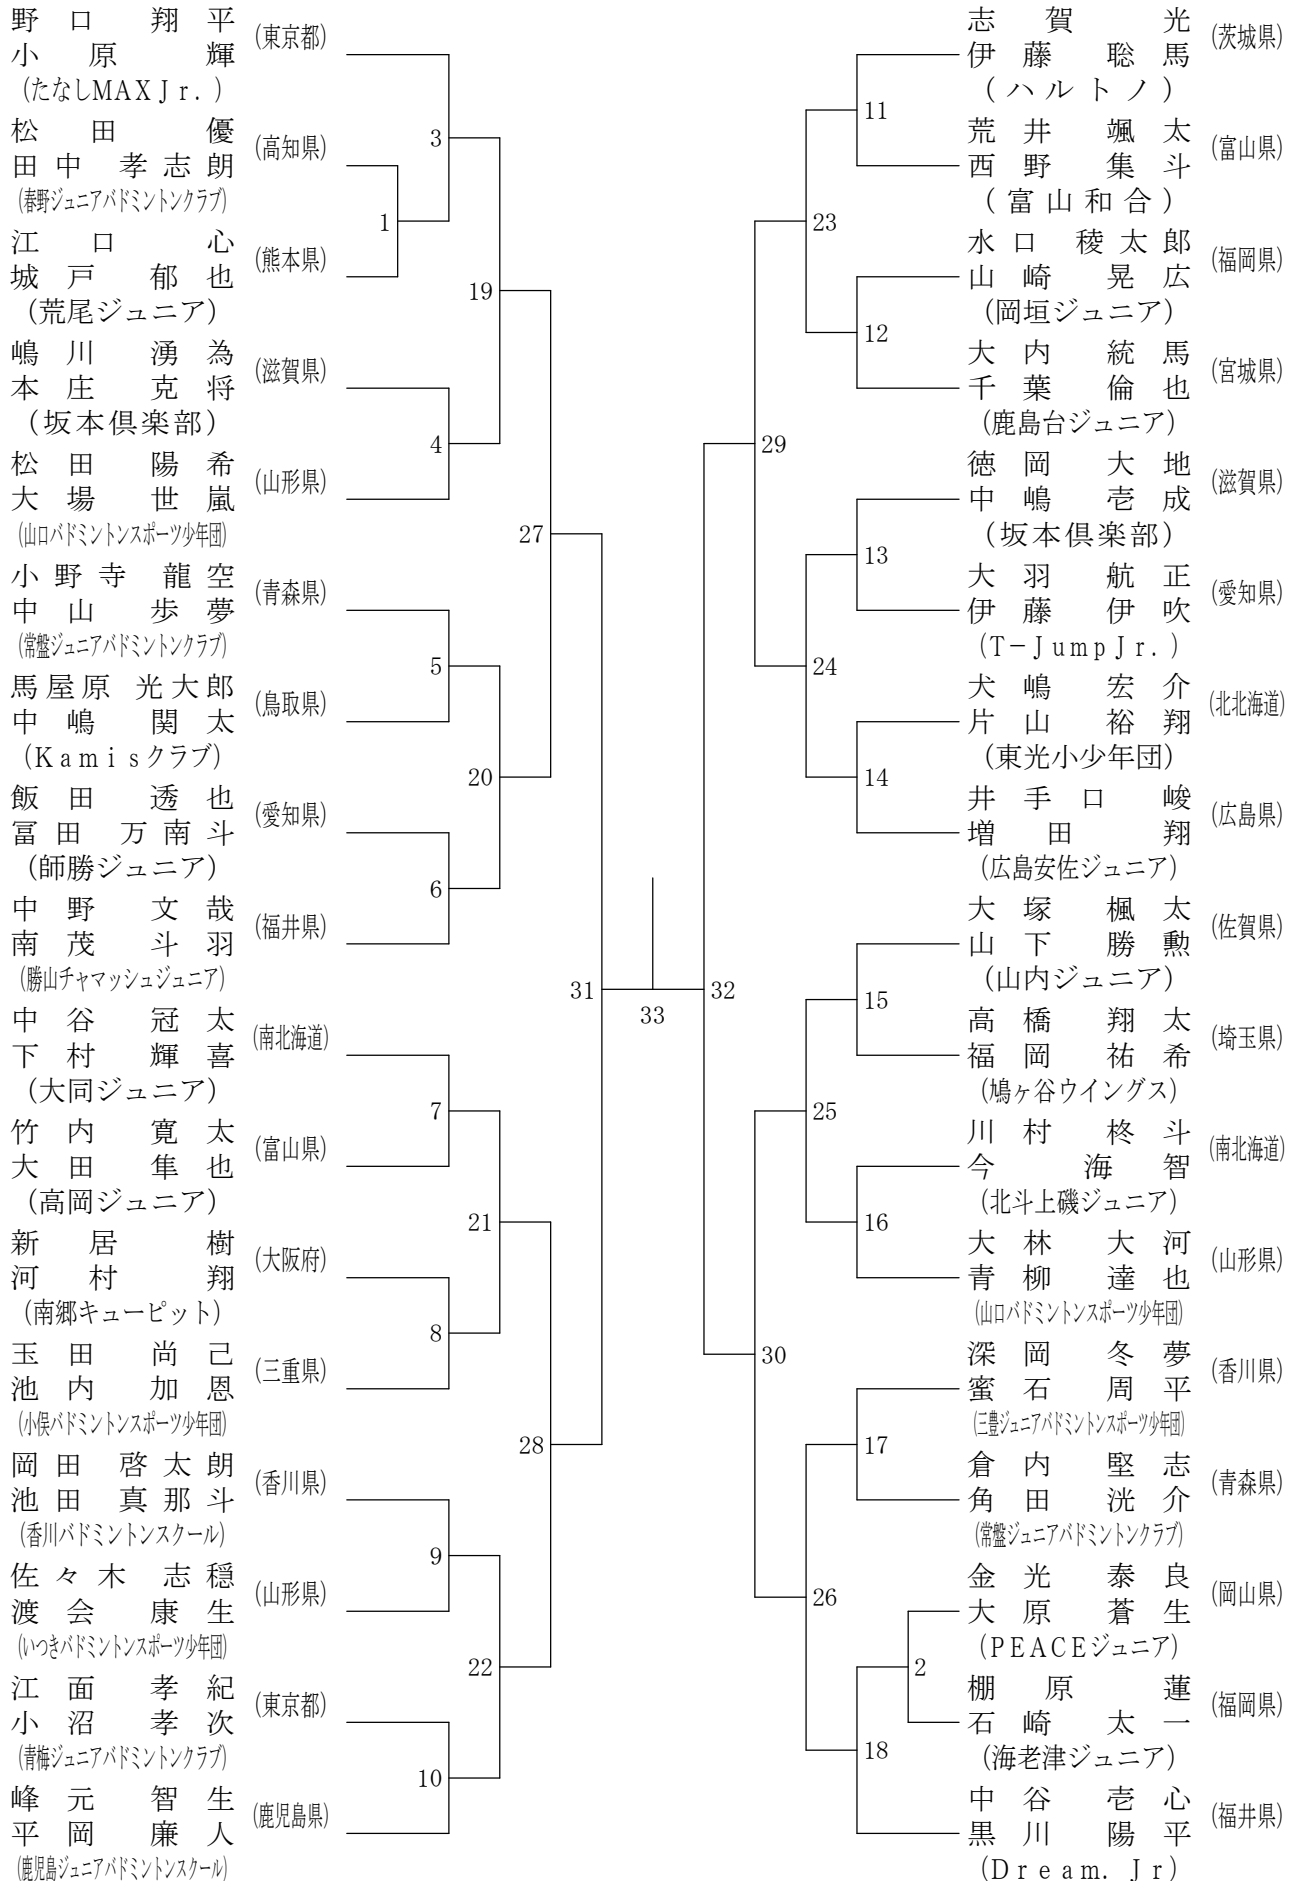 野口 翔平
小原 輝
(東京都)
(たなしMAXJr.)
松田 優
田中 孝志朗
(高知県)
(春野ジュニアバドミントンクラブ)
江口 心
城戸 郁也
(熊本県)
(荒尾ジュニア)
嶋川 湧為
本庄 克将
(滋賀県)
(坂本倶楽部)
松田 陽希
大場 世嵐
(山形県)
(山口バドミントンスポーツ少年団)
小野寺 龍空
中山 歩夢
(青森県)
(常盤ジュニアバドミントンクラブ)
馬屋原 光大郎
中嶋 関太
(鳥取県)
(Kamisクラブ)
飯田 透也
冨田 万南斗
(愛知県)
(師勝ジュニア)
中野 文哉
南茂 斗羽
(福井県)
(勝山チャマッシュジュニア)
中谷 冠太
下村 輝喜
(南北海道)
(大同ジュニア)
竹内 寛太
大田 隼也
(富山県)
(高岡ジュニア)
新居 樹
河村 翔
(大阪府)
(南郷キューピット)
玉田 尚己
池内 加恩
(三重県)
(小俣バドミントンスポーツ少年団)
岡田 啓太朗
池田 真那斗
(香川県)
(香川バドミントンスクール)
佐々木 志穏
渡会 康生
(山形県)
(いつきバドミントンスポーツ少年団)
江面 孝紀
小沼 孝次
(東京都)
(青梅ジュニアバドミントンクラブ)
峰元 智生
平岡 廉人
(鹿児島県)
(鹿児島ジュニアバドミントンスクール)
1
3
4
5
6
7
8
9
10
19
20
21
22
27
28
31
33
32
29
30
23
24
25
26
11
12
13
14
15
16
17
18
2
志賀 光
伊藤 聡馬
(茨城県)
(ハルトノ)
荒井 颯太
西野 集斗
(富山県)
(富山和合)
水口 稜太郎
山崎 晃広
(福岡県)
(岡垣ジュニア)
大内 統馬
千葉 倫也
(宮城県)
(鹿島台ジュニア)
徳岡 大地
中嶋 壱成
(滋賀県)
(坂本倶楽部)
大羽 航正
伊藤 伊吹
(愛知県)
(T-JumpJr.)
犬嶋 宏介
片山 裕翔
(北北海道)
(東光小少年団)
井手口 峻
増田 翔
(広島県)
(広島安佐ジュニア)
大塚 楓太
山下 勝勲
(佐賀県)
(山内ジュニア)
高橋 翔太
福岡 祐希
(埼玉県)
(鳩ヶ谷ウイングス)
川村 柊斗
今 海智
(南北海道)
(北斗上磯ジュニア)
大林 大河
青柳 達也
(山形県)
(山口バドミントンスポーツ少年団)
深岡 冬夢
蜜石 周平
(香川県)
(三豊ジュニアバドミントンスポーツ少年団)
倉内 堅志
角田 洸介
(青森県)
(常盤ジュニアバドミントンクラブ)
金光 泰良
大原 蒼生
(岡山県)
(PEACEジュニア)
棚原 蓮
石崎 太一
(福岡県)
(海老津ジュニア)
中谷 壱心
黒川 陽平
(福井県)
(Dream.Jr)